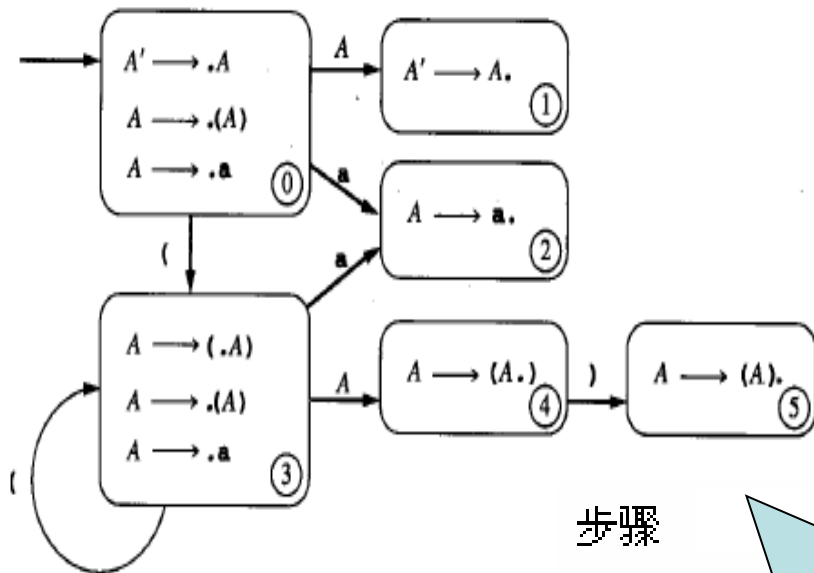 A' ⟶ .A
A ⟶ .(A)
A ⟶ .a
0
A
A' ⟶ A.
1
a
A ⟶ a.
2
(
a
A ⟶ (.A)
A ⟶ .(A)
A ⟶ .a
3
A
A ⟶ (A.)
4
)
A ⟶ (A).
5
(
步骤